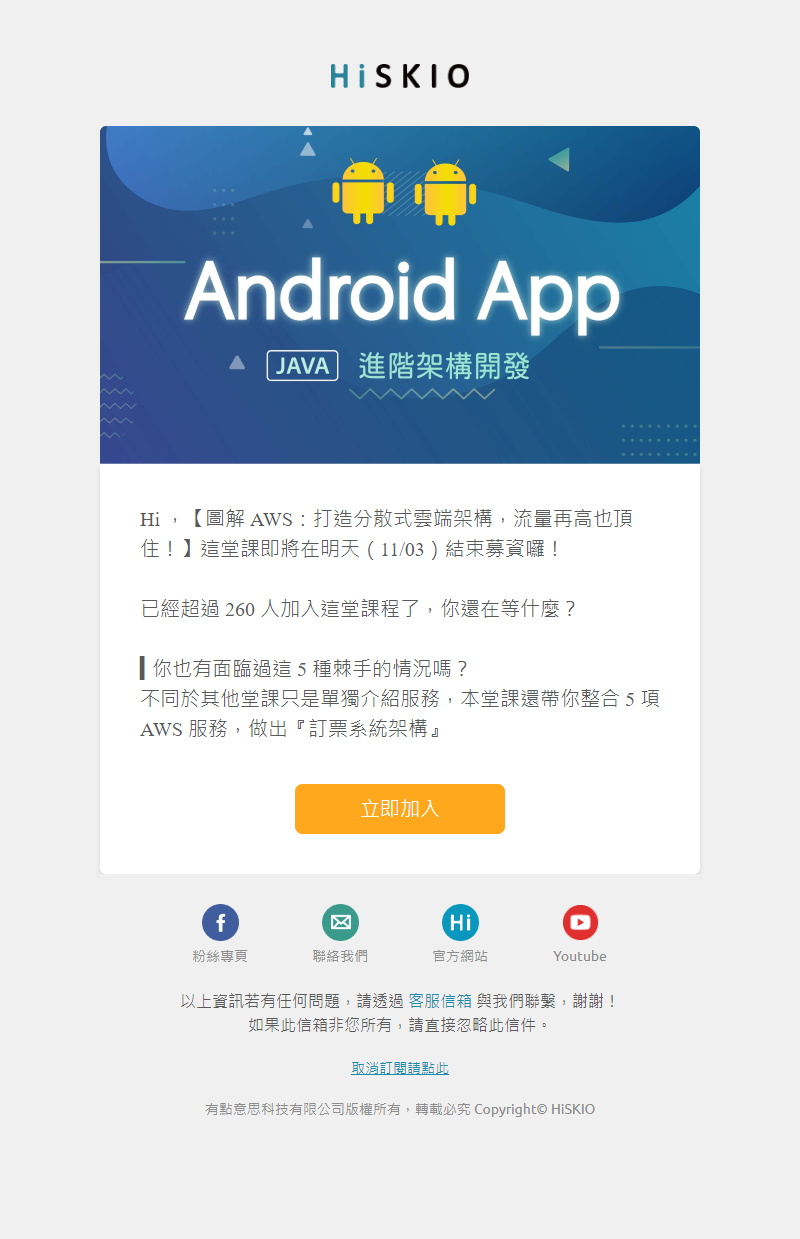 HiSKIO
Android App
JAVA 進階架構開發
Hi ，【圖解 AWS：打造分散式雲端架構，流量再高也頂
住！】這堂課即將在明天（11/03）結束募資囉！
已經超過 260 人加入這堂課程了，你還在等什麼？
▎你也有面臨過這 5 種棘手的情況嗎？
不同於其他堂課只是單獨介紹服務，本堂課還帶你整合 5 項
AWS 服務，做出『訂票系統架構』
立即加入
Hi
粉絲專頁 聯絡我們 官方網站 Youtube
以上資訊若有任何問題，請透過 客服信箱 與我們聯繫，謝謝！
如果此信箱非您所有，請直接忽略此信件。
取消訂閱請點此
有點意思科技有限公司版權所有，轉載必究 Copyright© HiSKIO